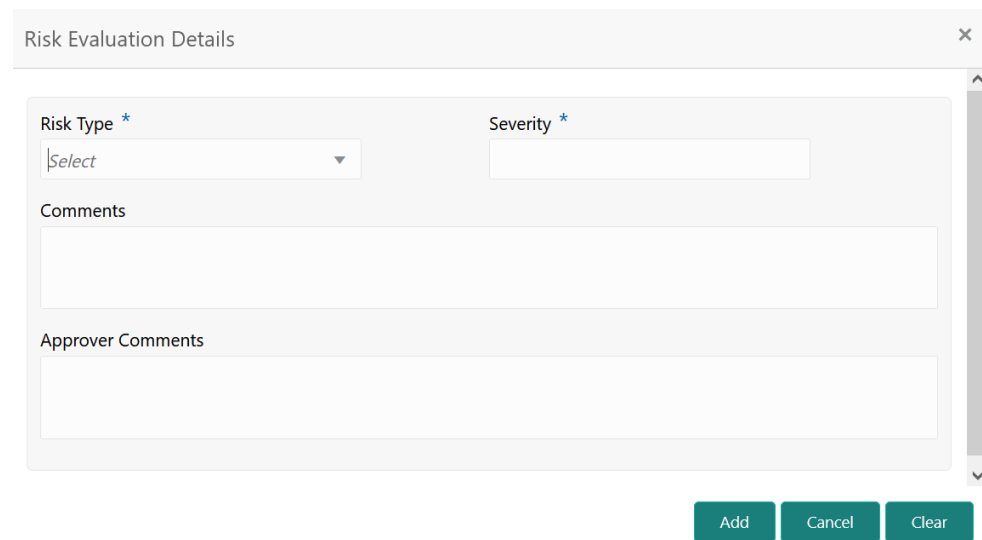 Risk Evaluation Details ×
Risk Type * Severity *
Select
Comments
Approver Comments
Add Cancel Clear